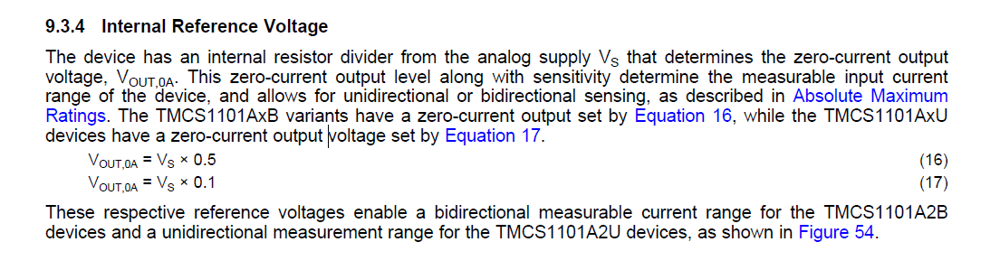 9.3.4 Internal Reference Voltage
The device has an internal resistor divider from the analog supply VS that determines the zero-current output
voltage, VOUT,0A. This zero-current output level along with sensitivity determine the measurable input current
range of the device, and allows for unidirectional or bidirectional sensing, as described in Absolute Maximum
Ratings. The TMCS1101AxB variants have a zero-current output set by Equation 16, while the TMCS1101AxU
devices have a zero-current output voltage set by Equation 17.
VOUT,0A = VS × 0.5 (16)
VOUT,0A = VS × 0.1 (17)
These respective reference voltages enable a bidirectional measurable current range for the TMCS1101A2B
devices and a unidirectional measurement range for the TMCS1101A2U devices, as shown in Figure 54.